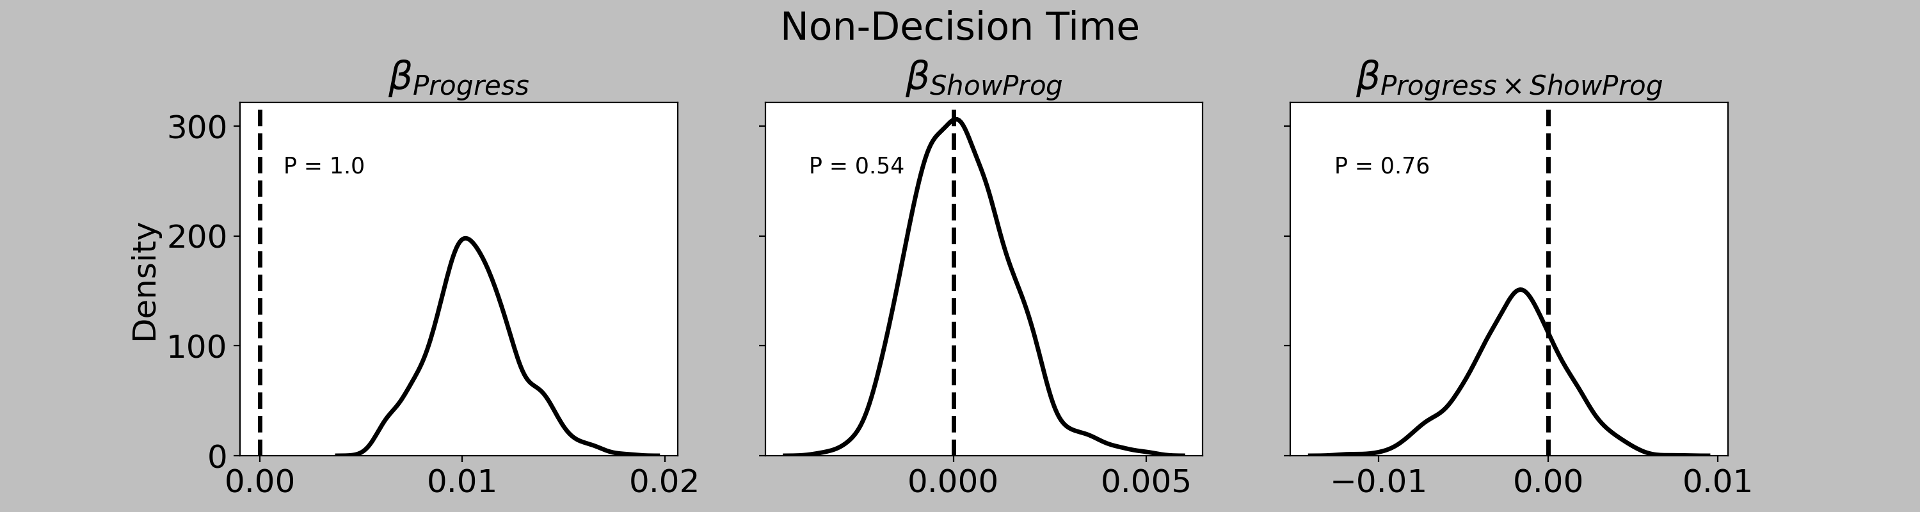 Non-Decision Time
βProgress
βShowProg
βProgress × ShowProg
Density
300
200
100
0
P = 1.0
P = 0.54
P = 0.76
0.00 0.01 0.02
0.000 0.005
−0.01 0.00 0.01